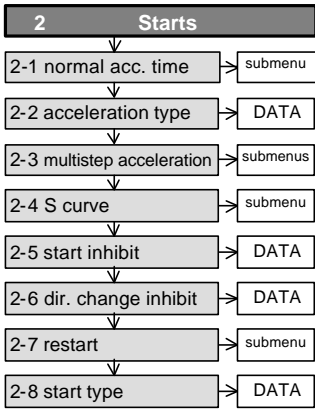 2 Starts
2-1 normal acc. time submenu
2-2 acceleration type DATA
2-3 multistep acceleration submenus
2-4 S curve submenu
2-5 start inhibit DATA
2-6 dir. change inhibit DATA
2-7 restart submenu
2-8 start type DATA